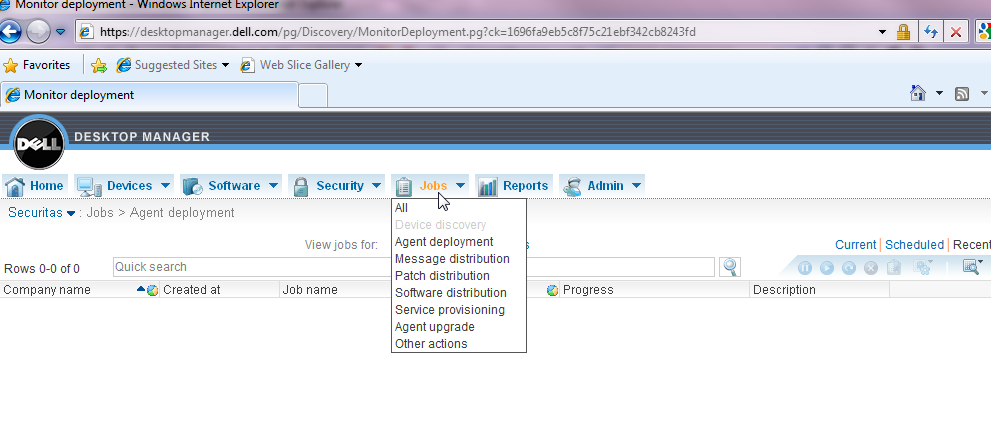 Monitor deployment - Windows Internet Explorer
https://desktopmanager.dell.com/pg/Discovery/MonitorDeployment.pg?ck=1696fa9eb5c8f75c21ebf342cb8243fd
Favorites Suggested Sites Web Slice Gallery
Monitor deployment
DELL DESKTOP MANAGER
Home Devices Software Security Jobs Reports Admin
Securitas : Jobs > Agent deployment
All
Device discovery
View jobs for:
Agent deployment
Current | Scheduled | Recent
Message distribution
Rows 0-0 of 0 Quick search
Patch distribution
Company name Created at Job name Progress Description
Software distribution
Service provisioning
Agent upgrade
Other actions